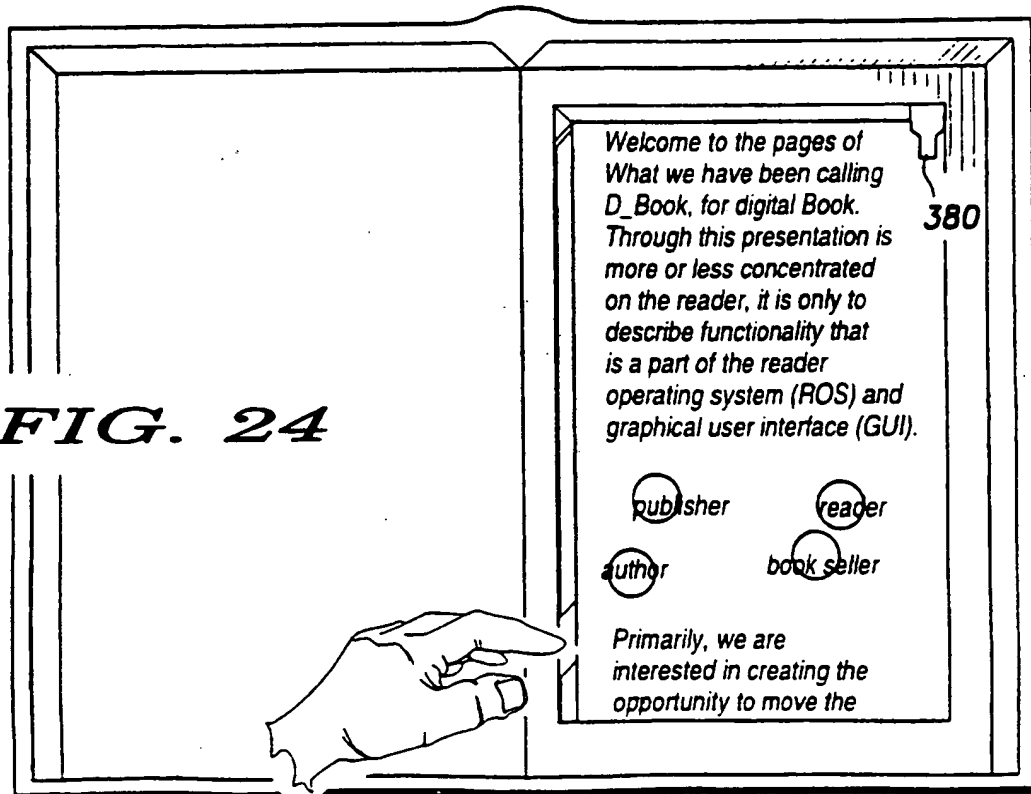 Welcome to the pages of
What we have been calling
D_Book, for digital Book.
Through this presentation is
more or less concentrated
on the reader, it is only to
describe functionality that
is a part of the reader
operating system (ROS) and
graphical user interface (GUI).
380
FIG. 24
publisher reader
author book seller
Primarily, we are
interested in creating the
opportunity to move the